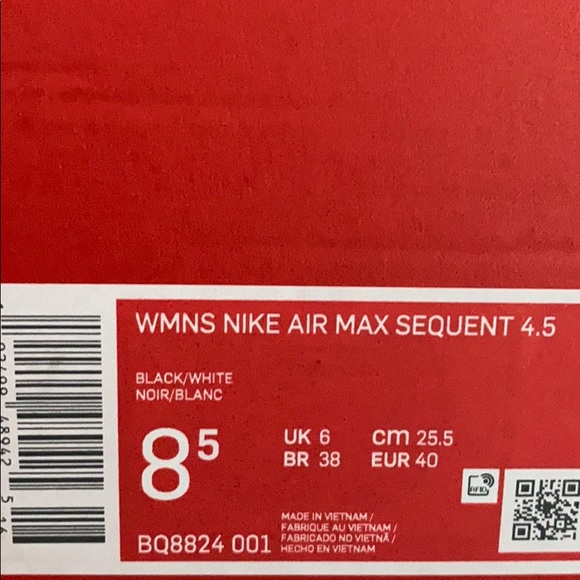 WMNS NIKE AIR MAX SEQUENT 4.5
BLACK/WHITE
NOIR/BLANC
8⁵
UK 6 cm 25.5
BR 38 EUR 40
RFID
BQ8824 001
MADE IN VIETNAM /
FABRIQUE AU VIETNAM /
FABRICADO NO VIETNÃ /
HECHO EN VIETNAM